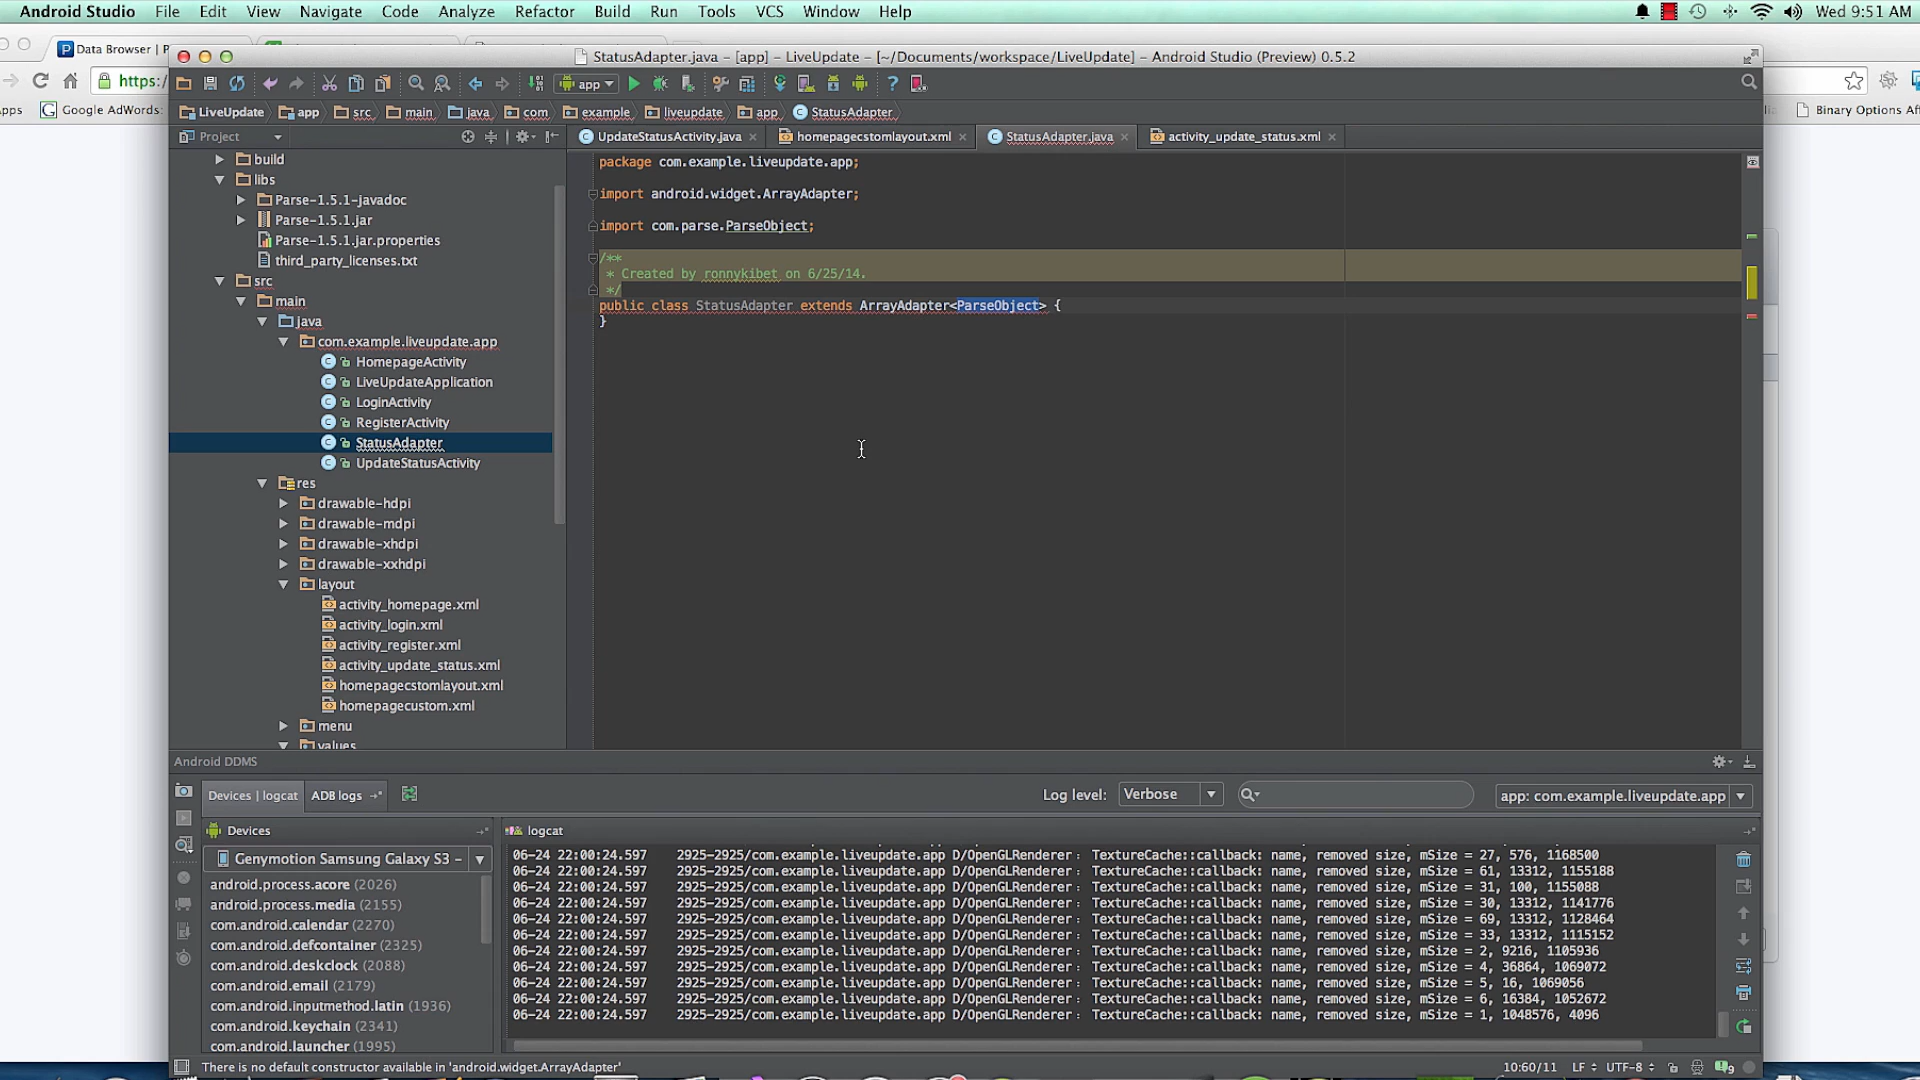 Android Studio File Edit View Navigate Code Analyze Refactor Build Run Tools VCS Window Help Wed 9:51 AM
Data Browser | P
https:/
Apps Google AdWords: Binary Options Aff
StatusAdapter.java – [app] – LiveUpdate – [~/Documents/workspace/LiveUpdate] – Android Studio (Preview) 0.5.2
app
LiveUpdate app src main java com example liveupdate app StatusAdapter
Project
UpdateStatusActivity.java homepagecstomlayout.xml StatusAdapter.java activity_update_status.xml
build
libs
Parse-1.5.1-javadoc
Parse-1.5.1.jar
Parse-1.5.1.jar.properties
third_party_licenses.txt
src
main
java
com.example.liveupdate.app
HomepageActivity
LiveUpdateApplication
LoginActivity
RegisterActivity
StatusAdapter
UpdateStatusActivity
res
drawable-hdpi
drawable-mdpi
drawable-xhdpi
drawable-xxhdpi
layout
activity_homepage.xml
activity_login.xml
activity_register.xml
activity_update_status.xml
homepagecstomlayout.xml
homepagecustom.xml
menu
values
package com.example.liveupdate.app;
import android.widget.ArrayAdapter;
import com.parse.ParseObject;
/**
* Created by ronnykibet on 6/25/14.
*/
public class StatusAdapter extends ArrayAdapter<ParseObject> {
}
Android DDMS
Devices | logcat ADB logs Log level: Verbose app: com.example.liveupdate.app
Devices
Genymotion Samsung Galaxy S3 –
android.process.acore (2026)
android.process.media (2155)
com.android.calendar (2270)
com.android.defcontainer (2325)
com.android.deskclock (2088)
com.android.email (2179)
com.android.inputmethod.latin (1936)
com.android.keychain (2341)
com.android.launcher (1995)
logcat
06-24 22:00:24.597 2925-2925/com.example.liveupdate.app D/OpenGLRenderer: TextureCache::callback: name, removed size, mSize = 27, 576, 1168500
06-24 22:00:24.597 2925-2925/com.example.liveupdate.app D/OpenGLRenderer: TextureCache::callback: name, removed size, mSize = 61, 13312, 1155188
06-24 22:00:24.597 2925-2925/com.example.liveupdate.app D/OpenGLRenderer: TextureCache::callback: name, removed size, mSize = 31, 100, 1155088
06-24 22:00:24.597 2925-2925/com.example.liveupdate.app D/OpenGLRenderer: TextureCache::callback: name, removed size, mSize = 30, 13312, 1141776
06-24 22:00:24.597 2925-2925/com.example.liveupdate.app D/OpenGLRenderer: TextureCache::callback: name, removed size, mSize = 69, 13312, 1128464
06-24 22:00:24.597 2925-2925/com.example.liveupdate.app D/OpenGLRenderer: TextureCache::callback: name, removed size, mSize = 33, 13312, 1115152
06-24 22:00:24.597 2925-2925/com.example.liveupdate.app D/OpenGLRenderer: TextureCache::callback: name, removed size, mSize = 2, 9216, 1105936
06-24 22:00:24.597 2925-2925/com.example.liveupdate.app D/OpenGLRenderer: TextureCache::callback: name, removed size, mSize = 4, 36864, 1069072
06-24 22:00:24.597 2925-2925/com.example.liveupdate.app D/OpenGLRenderer: TextureCache::callback: name, removed size, mSize = 5, 16, 1069056
06-24 22:00:24.597 2925-2925/com.example.liveupdate.app D/OpenGLRenderer: TextureCache::callback: name, removed size, mSize = 6, 16384, 1052672
06-24 22:00:24.597 2925-2925/com.example.liveupdate.app D/OpenGLRenderer: TextureCache::callback: name, removed size, mSize = 1, 1048576, 4096
There is no default constructor available in 'android.widget.ArrayAdapter' 10:60/11 LF UTF-8 9